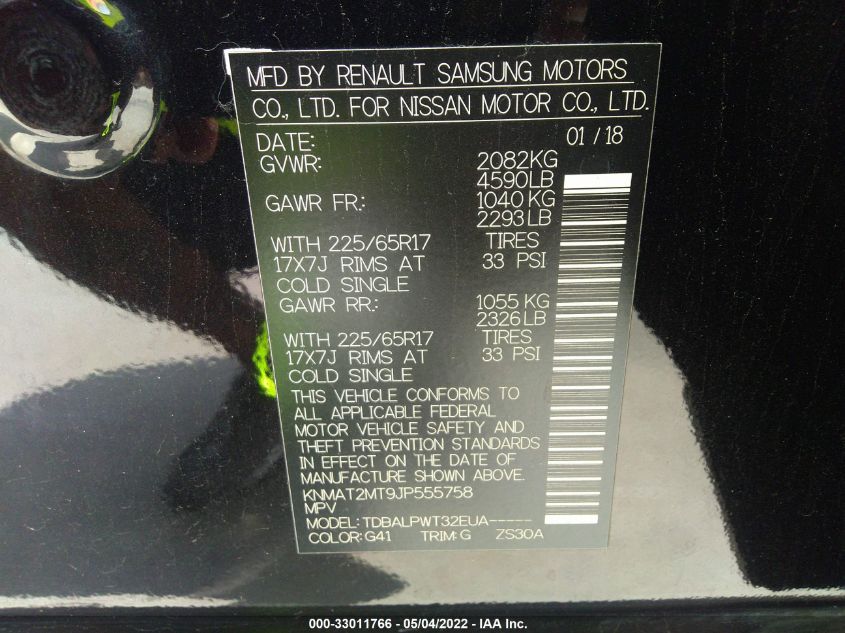 MFD BY RENAULT SAMSUNG MOTORS
CO., LTD. FOR NISSAN MOTOR CO., LTD.
DATE: 01 / 18
GVWR: 2082KG
4590LB
GAWR FR: 1040 KG
2293 LB
WITH 225/65R17 TIRES
17X7J RIMS AT 33 PSI
COLD SINGLE
GAWR RR: 1055 KG
2326 LB
WITH 225/65R17 TIRES
17X7J RIMS AT 33 PSI
COLD SINGLE
THIS VEHICLE CONFORMS TO
ALL APPLICABLE FEDERAL
MOTOR VEHICLE SAFETY AND
THEFT PREVENTION STANDARDS
IN EFFECT ON THE DATE OF
MANUFACTURE SHOWN ABOVE.
KNMAT2MT9JP555758
MPV
MODEL: TDBALPWT32EUA-----
COLOR: G41 TRIM: G ZS30A
000-33011766 - 05/04/2022 - IAA Inc.